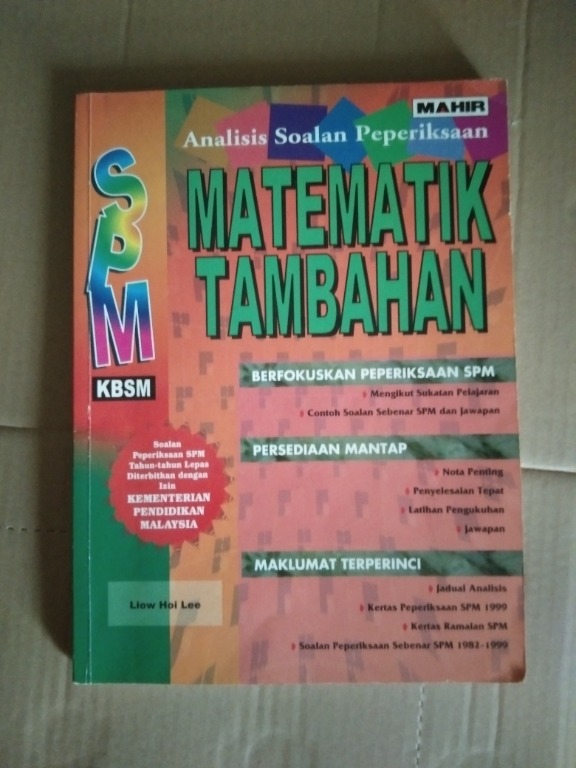 MAHIR
Analisis Soalan Peperiksaan
MATEMATIK
TAMBAHAN
SPM
KBSM
BERFOKUSKAN PEPERIKSAAN SPM
Mengikut Sukatan Pelajaran
Contoh Soalan Sebenar SPM dan Jawapan
PERSEDIAAN MANTAP
Nota Penting
Penyelesaian Tepat
Latihan Pengukuhan
Jawapan
MAKLUMAT TERPERINCI
Jadual Analisis
Kertas Peperiksaan SPM 1999
Kertas Ramalan SPM
Soalan Peperiksaan Sebenar SPM 1982-1999
Soalan
Peperiksaan SPM
Tahun-tahun Lepas
Diterbitkan dengan
Izin
KEMENTERIAN
PENDIDIKAN
MALAYSIA
Liow Hoi Lee